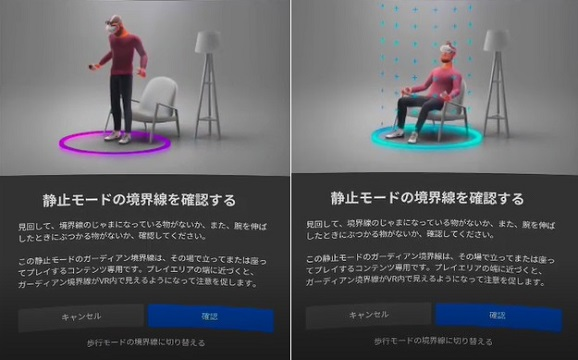 静止モードの境界線を確認する
見回して、境界線のじゃまになっている物がないか、また、腕を伸ば
したときにぶつかる物がないか、確認してください。
この静止モードのガーディアン境界線は、その場で立ってまたは座っ
てプレイするコンテンツ専用です。プレイエリアの端に近づくと、
ガーディアン境界線がVR内で見えるようになって注意を促します。
キャンセル
確認
歩行モードの境界線に切り替える
静止モードの境界線を確認する
見回して、境界線のじゃまになっている物がないか、また、腕を伸ば
したときにぶつかる物がないか、確認してください。
この静止モードのガーディアン境界線は、その場で立ってまたは座っ
てプレイするコンテンツ専用です。プレイエリアの端に近づくと、
ガーディアン境界線がVR内で見えるようになって注意を促します。
キャンセル
確認
歩行モードの境界線に切り替える